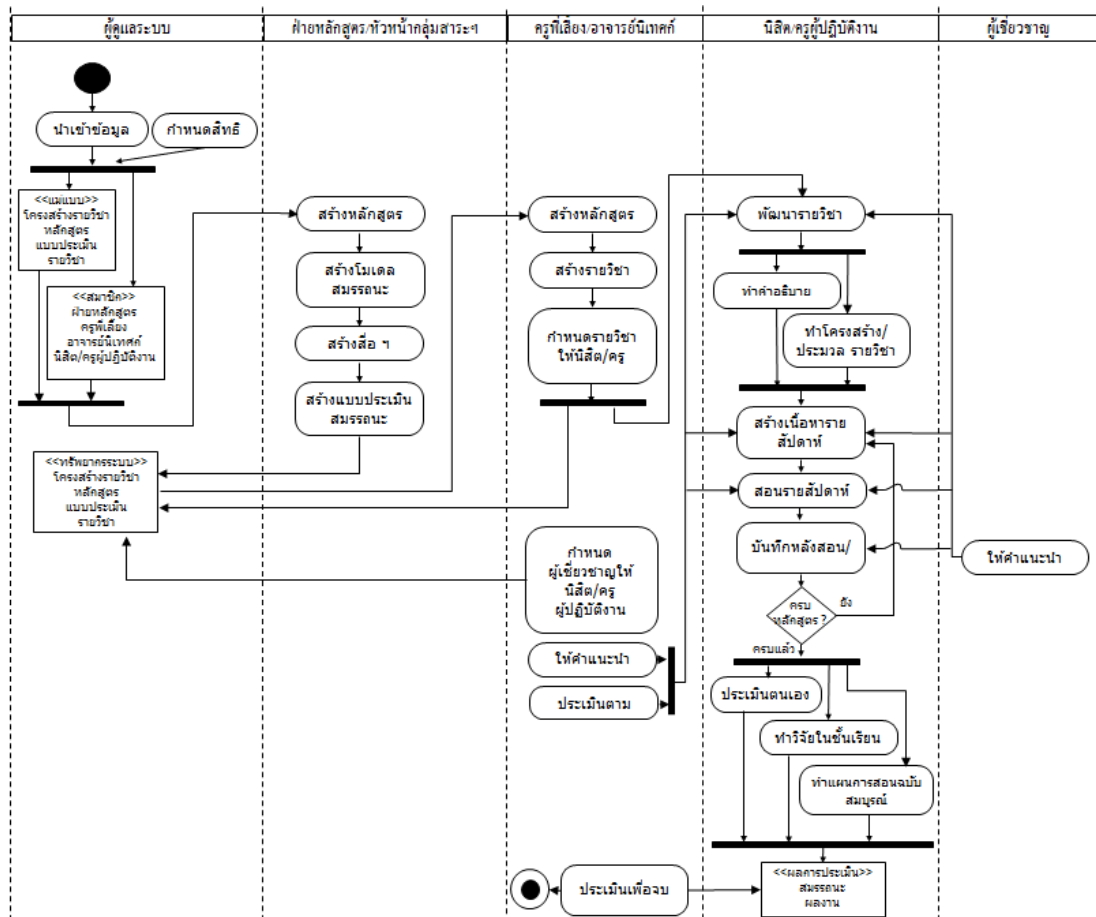 ผู้ดูแลระบบ
ฝ่ายหลักสูตร/หัวหน้ากลุ่มสาระฯ
ครูพี่เลี้ยง/อาจารย์นิเทศก์
นิสิต/ครูผู้ปฏิบัติงาน
ผู้เชี่ยวชาญ
นำเข้าข้อมูล
กำหนดสิทธิ
<<แม่แบบ>>
โครงสร้างรายวิชา
หลักสูตร
แบบประเมิน
รายวิชา
<<สมาชิก>>
ฝ่ายหลักสูตร
ครูพี่เลี้ยง
อาจารย์นิเทศก์
นิสิต/ครูผู้ปฏิบัติงาน
<<ทรัพยากรระบบ>>
โครงสร้างรายวิชา
หลักสูตร
แบบประเมิน
รายวิชา
สร้างหลักสูตร
สร้างโมเดล
สมรรถนะ
สร้างสื่อ ฯ
สร้างแบบประเมิน
สมรรถนะ
สร้างหลักสูตร
สร้างรายวิชา
กำหนดรายวิชา
ให้นิสิต/ครู
กำหนด
ผู้เชี่ยวชาญให้
นิสิต/ครู
ผู้ปฏิบัติงาน
ให้คำแนะนำ
ประเมินตาม
พัฒนารายวิชา
ทำคำอธิบาย
ทำโครงสร้าง/
ประมวล รายวิชา
สร้างเนื้อหาราย
สัปดาห์
สอนรายสัปดาห์
บันทึกหลังสอน/
ให้คำแนะนำ
ครบ
หลักสูตร ?
ยัง
ครบแล้ว
ประเมินตนเอง
ทำวิจัยในชั้นเรียน
ทำแผนการสอนฉบับ
สมบูรณ์
<<ผลการประเมิน>>
สมรรถนะ
ผลงาน
ประเมินเพื่อจบ